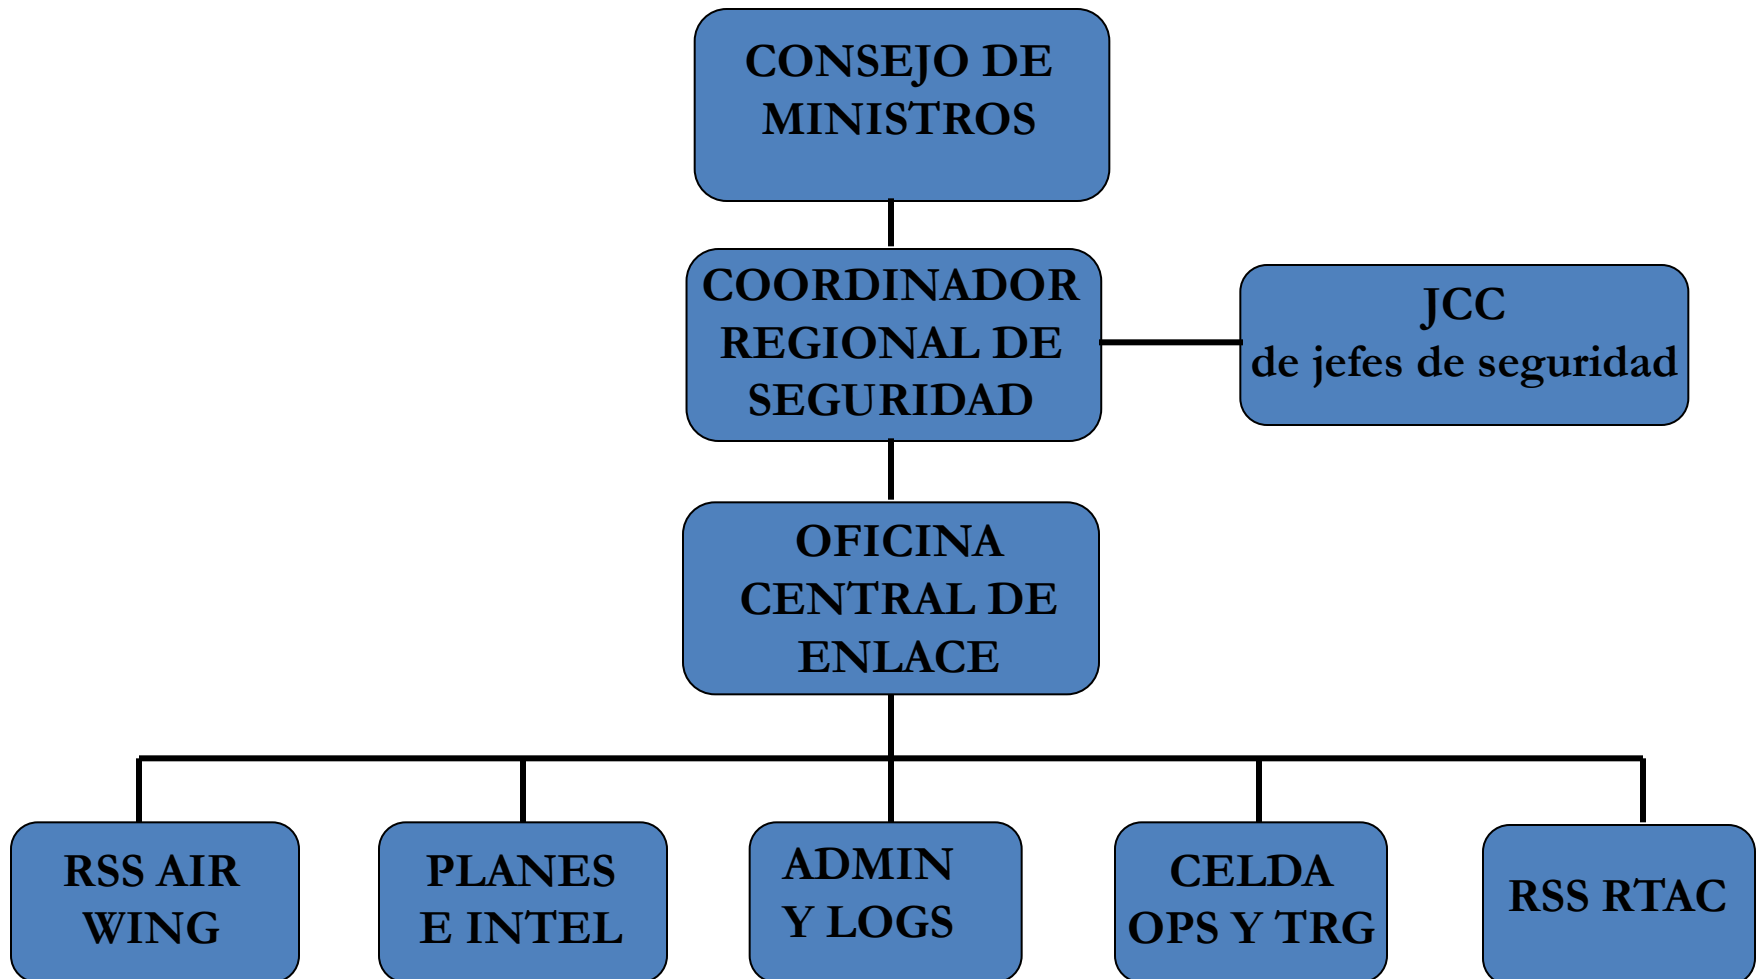 CONSEJO DE
MINISTROS
COORDINADOR
REGIONAL DE
SEGURIDAD
JCC
de jefes de seguridad
OFICINA
CENTRAL DE
ENLACE
RSS AIR
WING
PLANES
E INTEL
ADMIN
Y LOGS
CELDA
OPS Y TRG
RSS RTAC